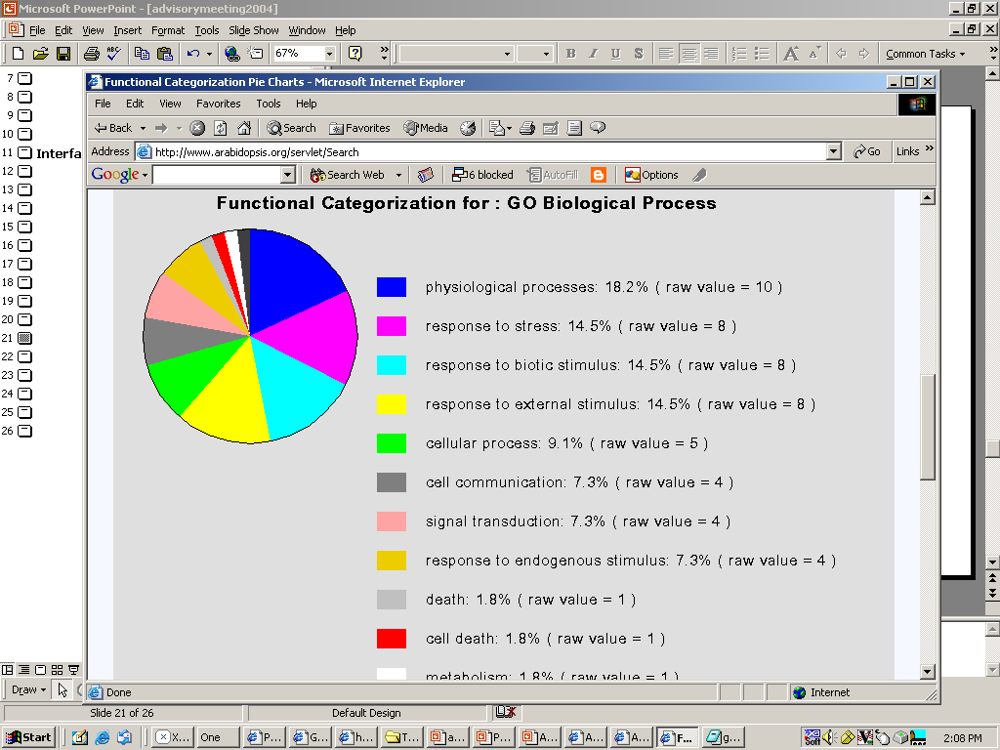 Microsoft PowerPoint - [advisorymeeting2004]
File Edit View Insert Format Tools Slide Show Window Help
67% B I U S A A Common Tasks
7
8
9
10
11 Interfa
12
13
14
15
16
17
18
19
20
21
22
23
24
25
26
Functional Categorization Pie Charts - Microsoft Internet Explorer
File Edit View Favorites Tools Help
Back Search Favorites Media
Address http://www.arabidopsis.org/servlet/Search Go Links
Google Search Web 6 blocked AutoFill Options
Functional Categorization for : GO Biological Process
physiological processes: 18.2% ( raw value = 10 )
response to stress: 14.5% ( raw value = 8 )
response to biotic stimulus: 14.5% ( raw value = 8 )
response to external stimulus: 14.5% ( raw value = 8 )
cellular process: 9.1% ( raw value = 5 )
cell communication: 7.3% ( raw value = 4 )
signal transduction: 7.3% ( raw value = 4 )
response to endogenous stimulus: 7.3% ( raw value = 4 )
death: 1.8% ( raw value = 1 )
cell death: 1.8% ( raw value = 1 )
metabolism: 1.8% ( raw value = 1 )
Done Internet
Draw
Slide 21 of 26 Default Design
Start X... One P... G... h... T... a... P... A... A... A... F... g... 2:08 PM